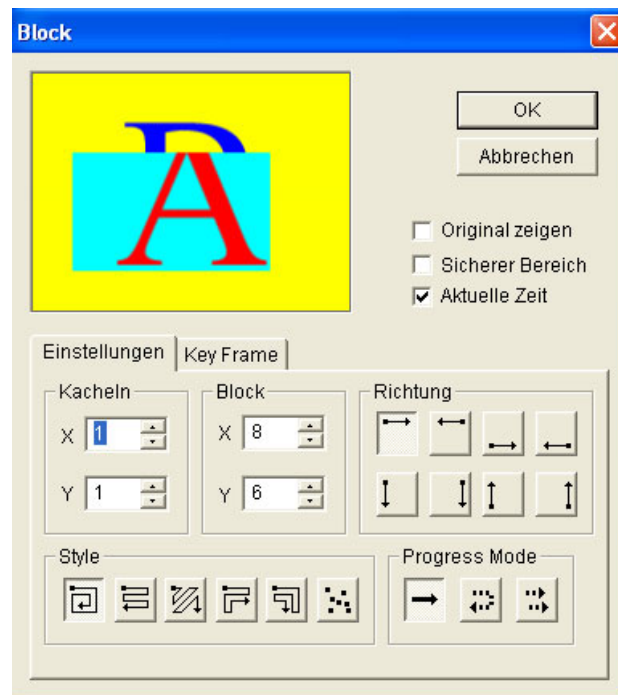 Block
A
OK
Abbrechen
Original zeigen
Sicherer Bereich
Aktuelle Zeit
Einstellungen
Key Frame
Kacheln
X 1
Y 1
Block
X 8
Y 6
Richtung
Style
Progress Mode